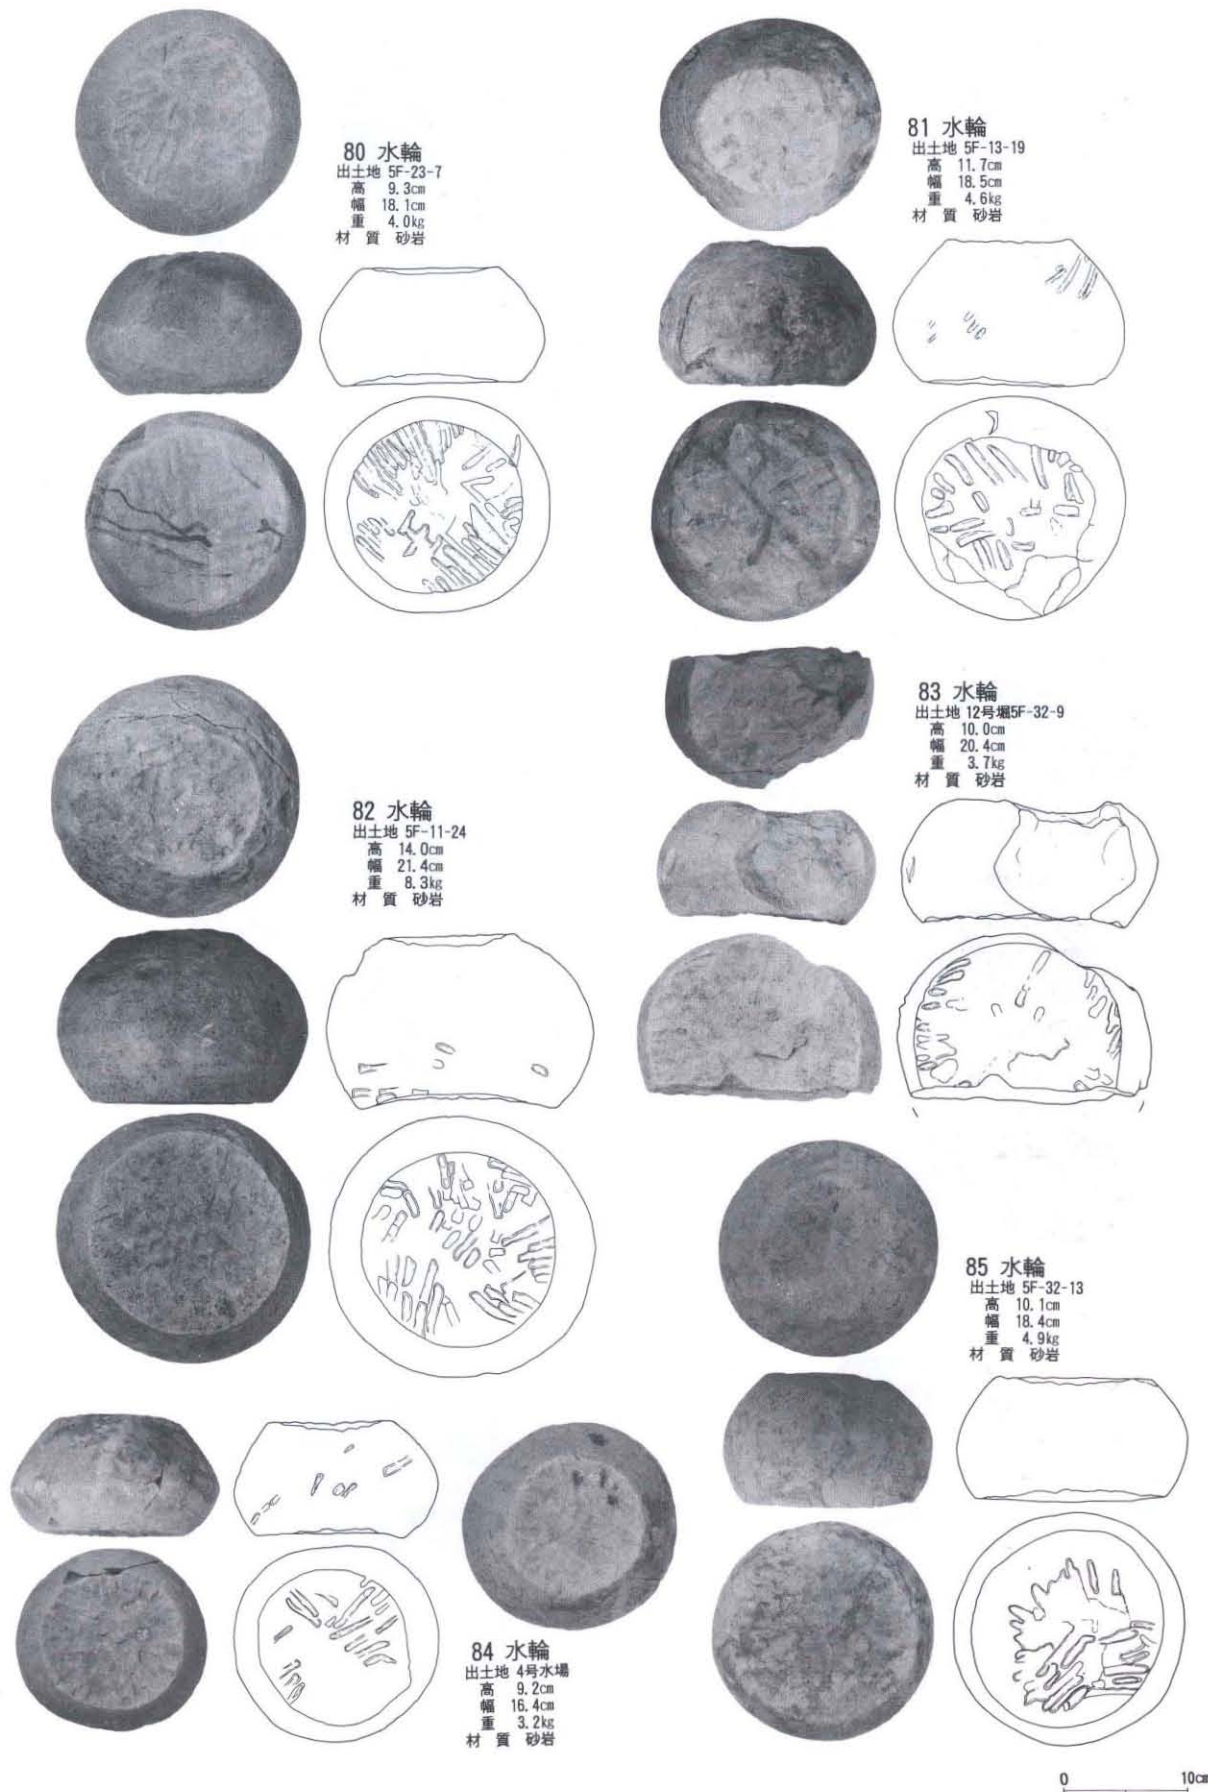 80 水輪
出土地 5F-23-7
高 9.3cm
幅 18.1cm
重 4.0kg
材質 砂岩
81 水輪
出土地 5F-13-19
高 11.7cm
幅 18.5cm
重 4.6kg
材質 砂岩
82 水輪
出土地 5F-11-24
高 14.0cm
幅 21.4cm
重 8.3kg
材質 砂岩
83 水輪
出土地 12号堀5F-32-9
高 10.0cm
幅 20.4cm
重 3.7kg
材質 砂岩
84 水輪
出土地 4号水場
高 9.2cm
幅 16.4cm
重 3.2kg
材質 砂岩
85 水輪
出土地 5F-32-13
高 10.1cm
幅 18.4cm
重 4.9kg
材質 砂岩
0 10cm